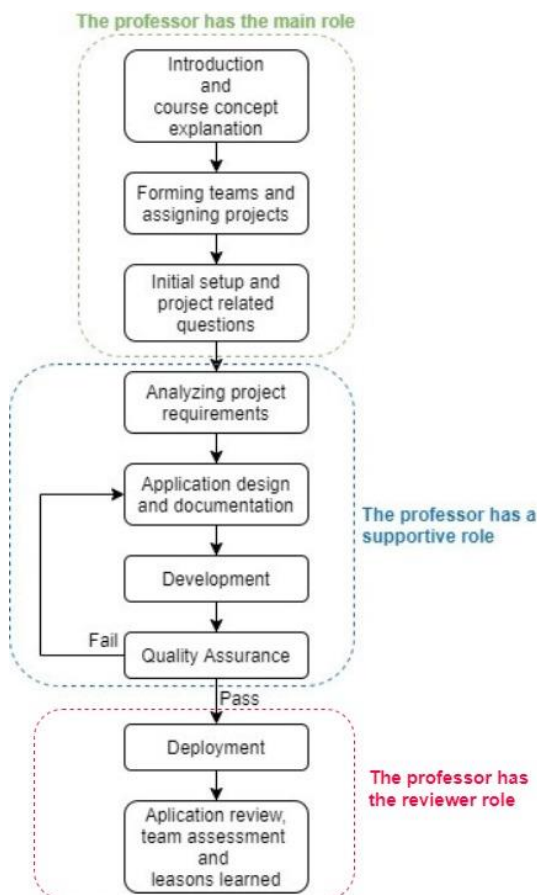 The professor has the main role
Introduction
and
course concept
explanation
Forming teams and
assigning projects
Initial setup and
project related
questions
Analyzing project
requirements
Application design
and documentation
The professor has a
supportive role
Development
Fail
Quality Assurance
Pass
Deployment
The professor has
the reviewer role
Aplication review,
team assessment
and
leasons learned